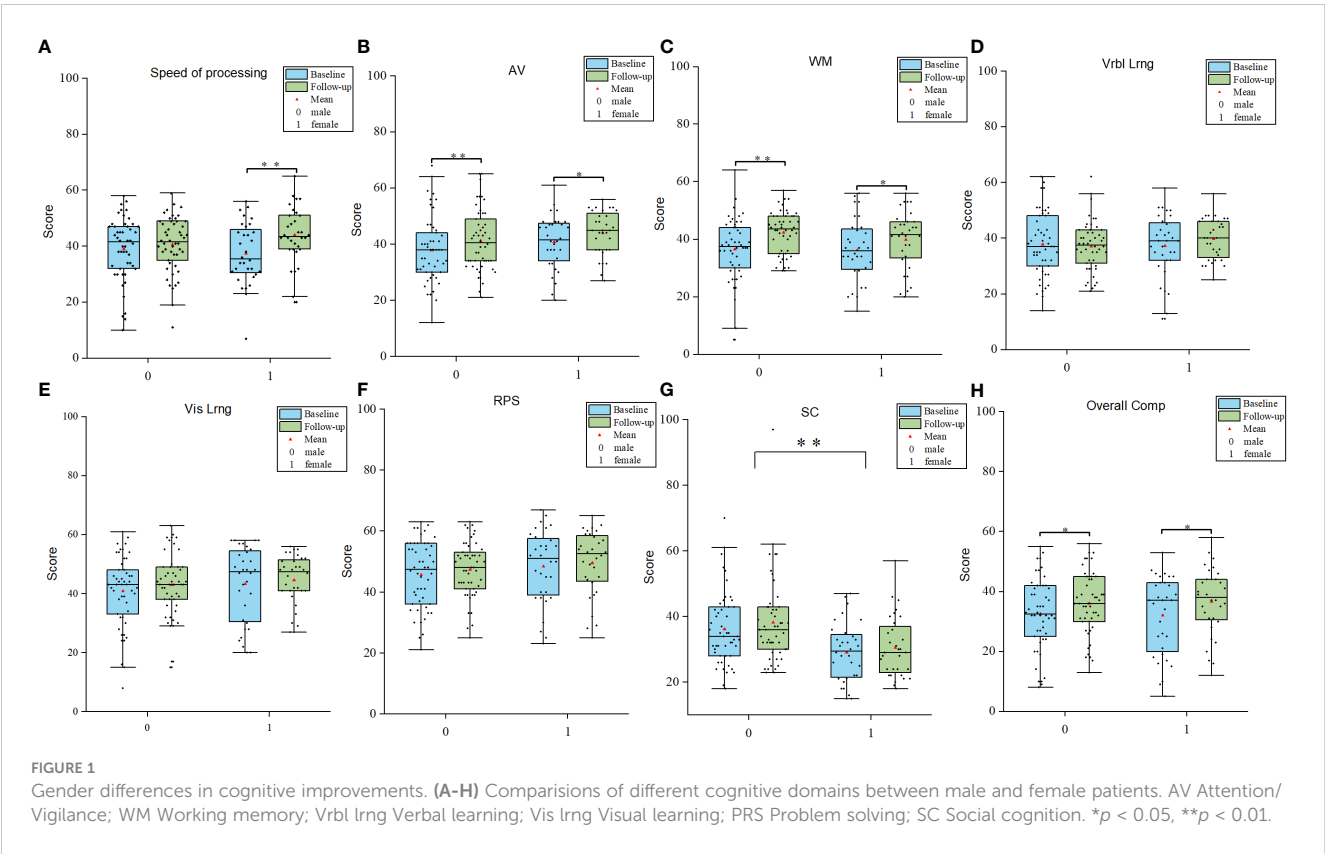 A
Speed of processing
Baseline
Follow-up
Mean
0 male
1 female
100
80
60
40
20
0
Score
* *
0 1
B
AV
Baseline
Follow-up
Mean
0 male
1 female
100
80
60
40
20
0
Score
* *
*
0 1
C
WM
Baseline
Follow-up
Mean
0 male
1 female
100
80
60
40
20
0
Score
* *
*
0 1
D
Vrbl Lrng
Baseline
Follow-up
Mean
0 male
1 female
100
80
60
40
20
0
Sccore
0 1
E
Vis Lrng
Baseline
Follow-up
Mean
0 male
1 female
100
80
60
40
20
0
Score
0 1
F
RPS
Baseline
Follow-up
Mean
0 male
1 female
100
80
60
40
20
0
Score
0 1
G
SC
Baseline
Follow-up
Mean
0 male
1 female
100
80
60
40
20
Score
* *
0 1
H
Overall Comp
Baseline
Follow-up
Mean
0 male
1 female
100
80
60
40
20
0
Score
*
*
0 1
FIGURE 1
Gender differences in cognitive improvements. (A-H) Comparisions of different cognitive domains between male and female patients. AV Attention/
Vigilance; WM Working memory; Vrbl lrng Verbal learning; Vis lrng Visual learning; PRS Problem solving; SC Social cognition. *p < 0.05, **p < 0.01.